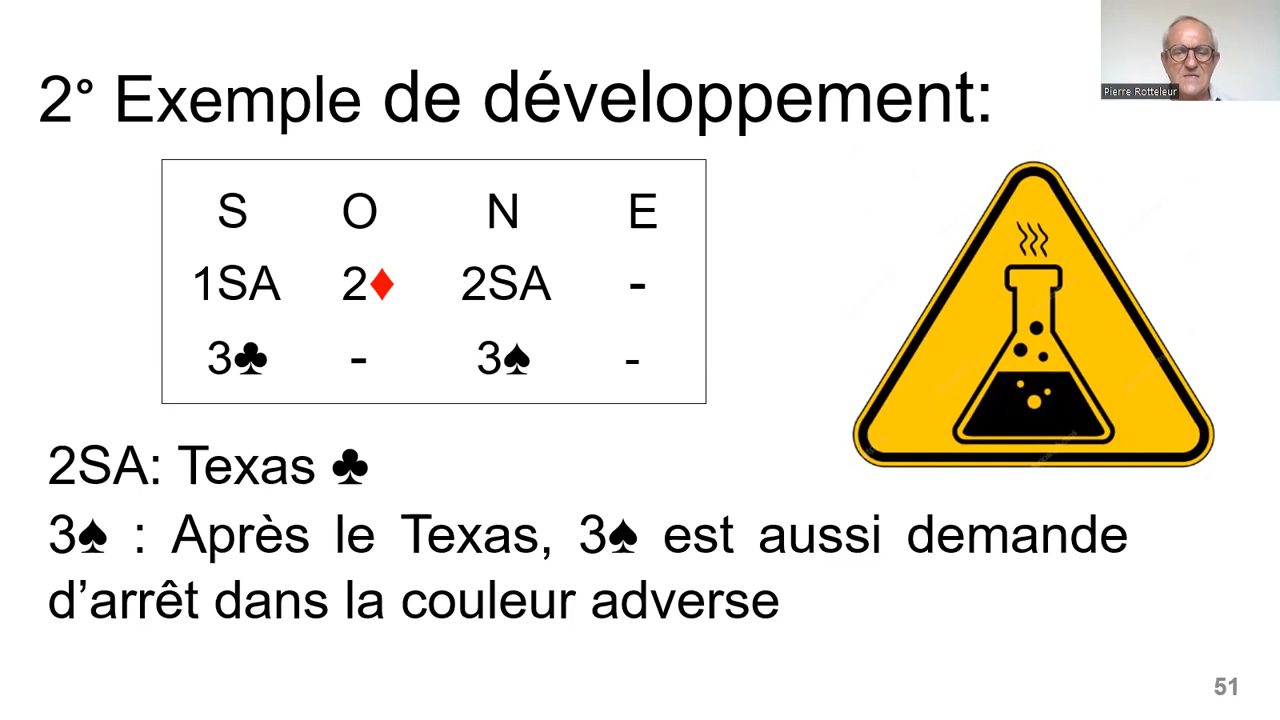 Pierre Rotteleur
2° Exemple de développement:
S O N E
1SA 2♦ 2SA -
3♣ - 3♠ -
2SA: Texas ♣
3♠ : Après le Texas, 3♠ est aussi demande
d’arrêt dans la couleur adverse
51